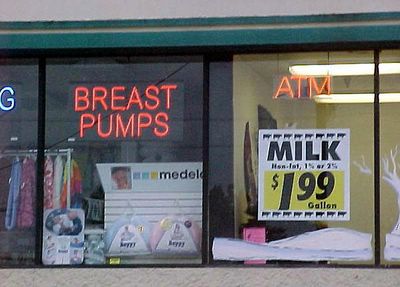 G
BREAST
PUMPS
ATM
medela
MILK
Non-fat, 1% or 2%
$1.99
Gallon